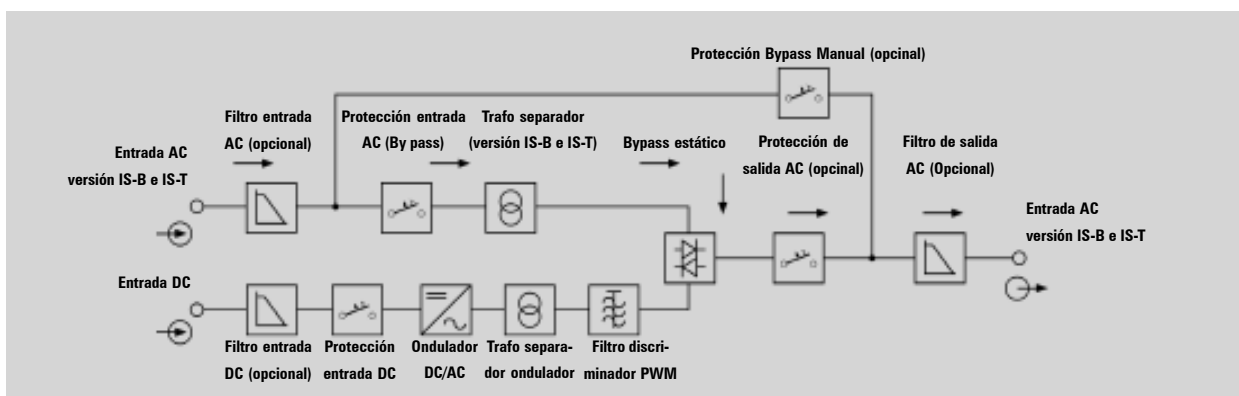 Protección Bypass Manual (opcinal)
Filtro entrada
AC (opcional)
Protección entrada
AC (By pass)
Trafo separador
(versión IS-B e IS-T)
Bypass estático
Protección de
salida AC (opcinal)
Filtro de salida
AC (Opcional)
Entrada AC
versión IS-B e IS-T
Entrada AC
versión IS-B e IS-T
Entrada DC
Filtro entrada
DC (opcional)
Protección
entrada DC
Ondulador
DC/AC
Trafo separa-
dor ondulador
Filtro discri-
minador PWM